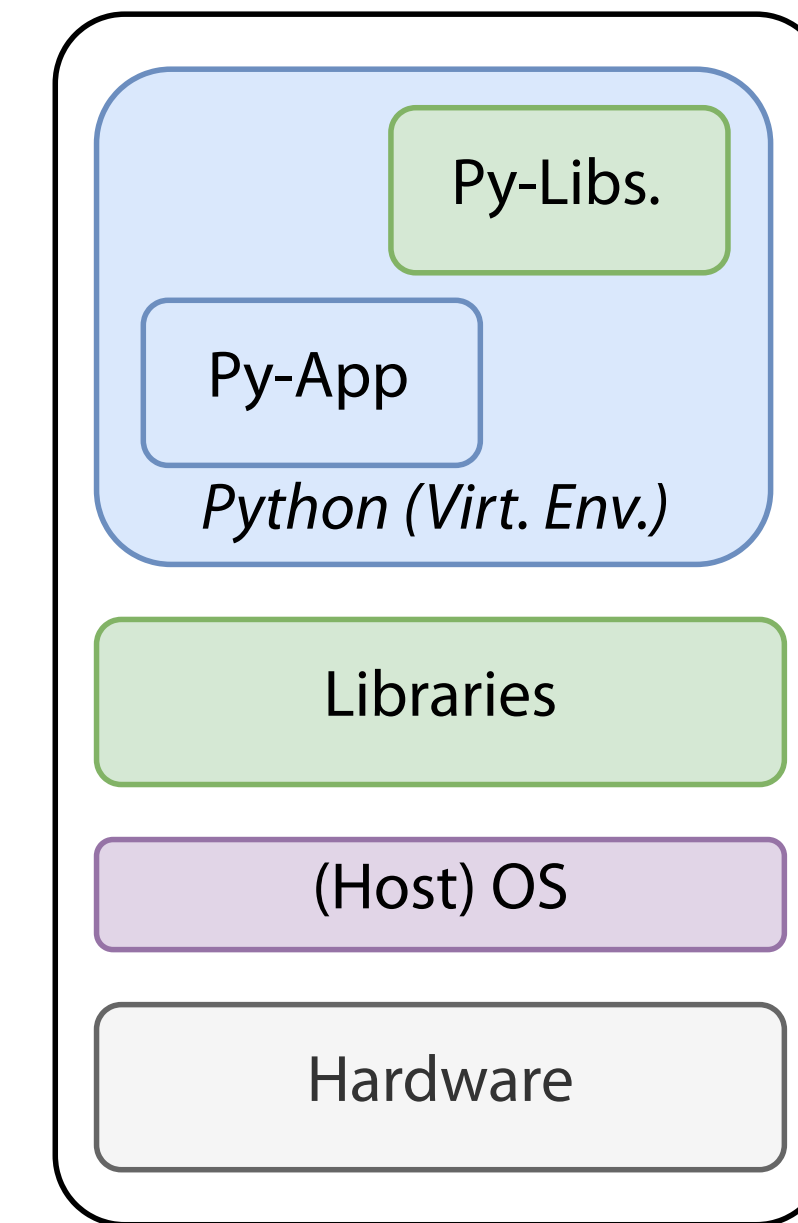 Py-Libs.
Py-App
Python (Virt. Env.)
Libraries
(Host) OS
Hardware